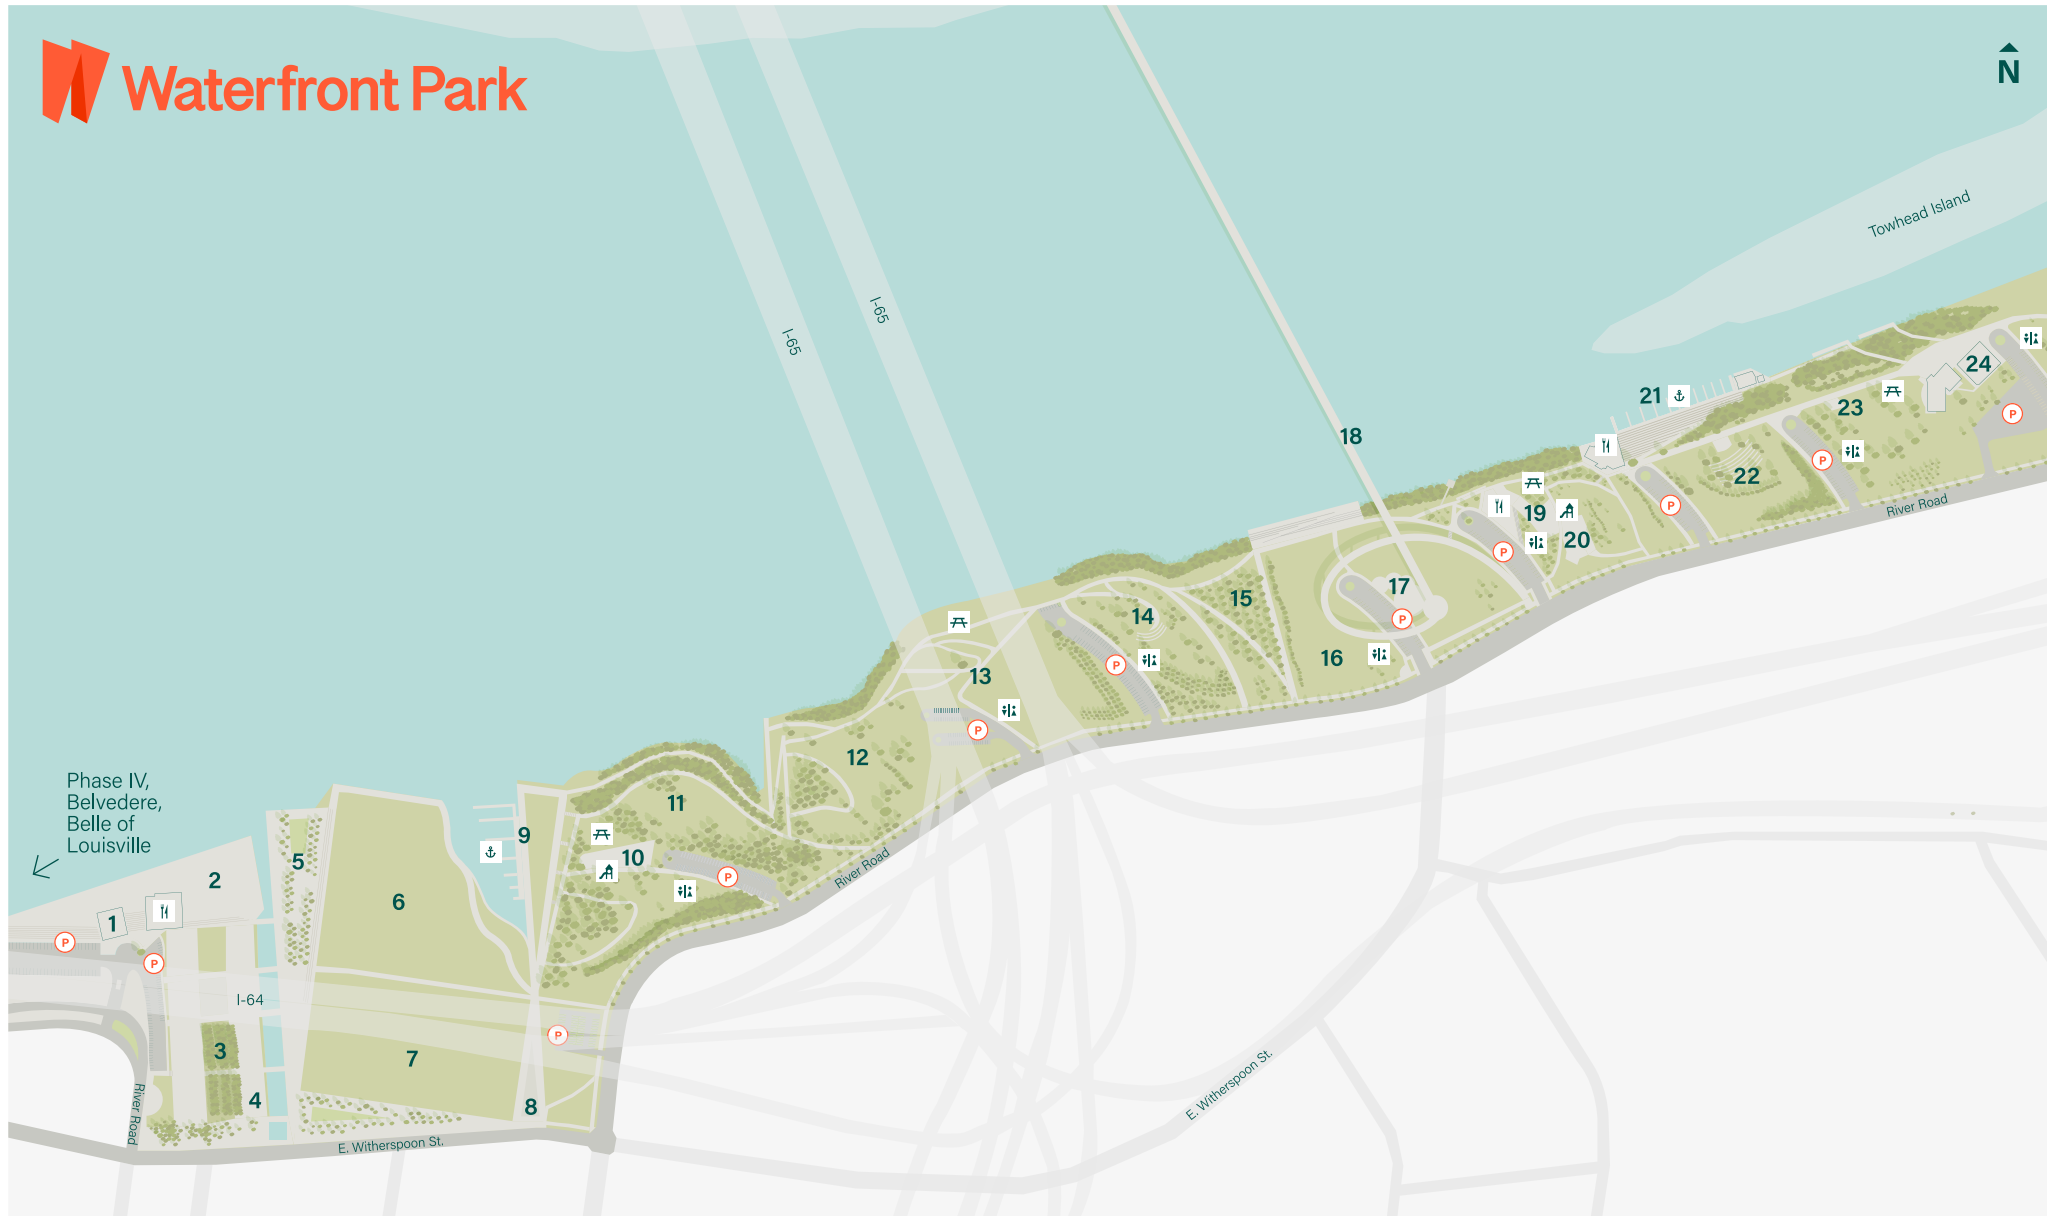 Waterfront Park
N
Towhead Island
I-65
I-65
18
21
24
23
22
19
20
17
14
15
16
13
12
River Road
11
10
9
River Road
Phase IV,
Belvedere,
Belle of
Louisville
5
2
6
1
I-64
3
7
4
8
River Road
E. Witherspoon St.
E. Witherspoon St.
P
P
P
P
P
P
P
P
P
P
P